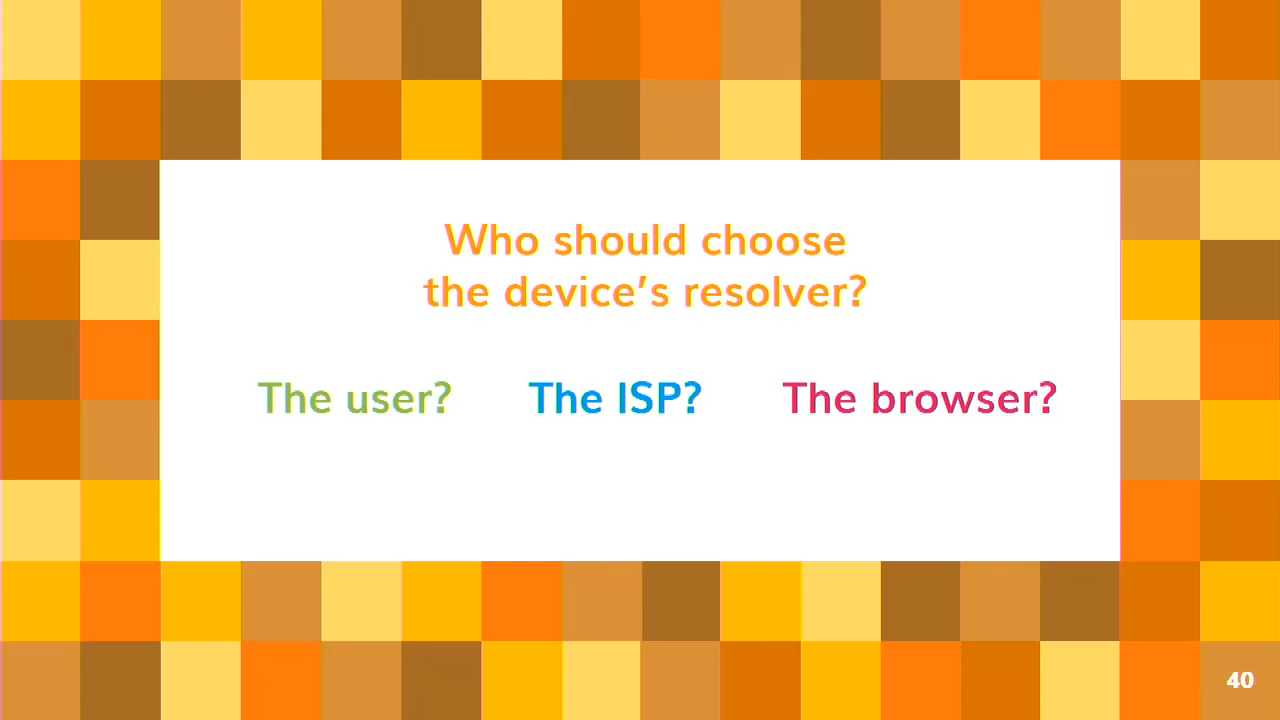 Who should choose
the device’s resolver?
The user? The ISP? The browser?
40